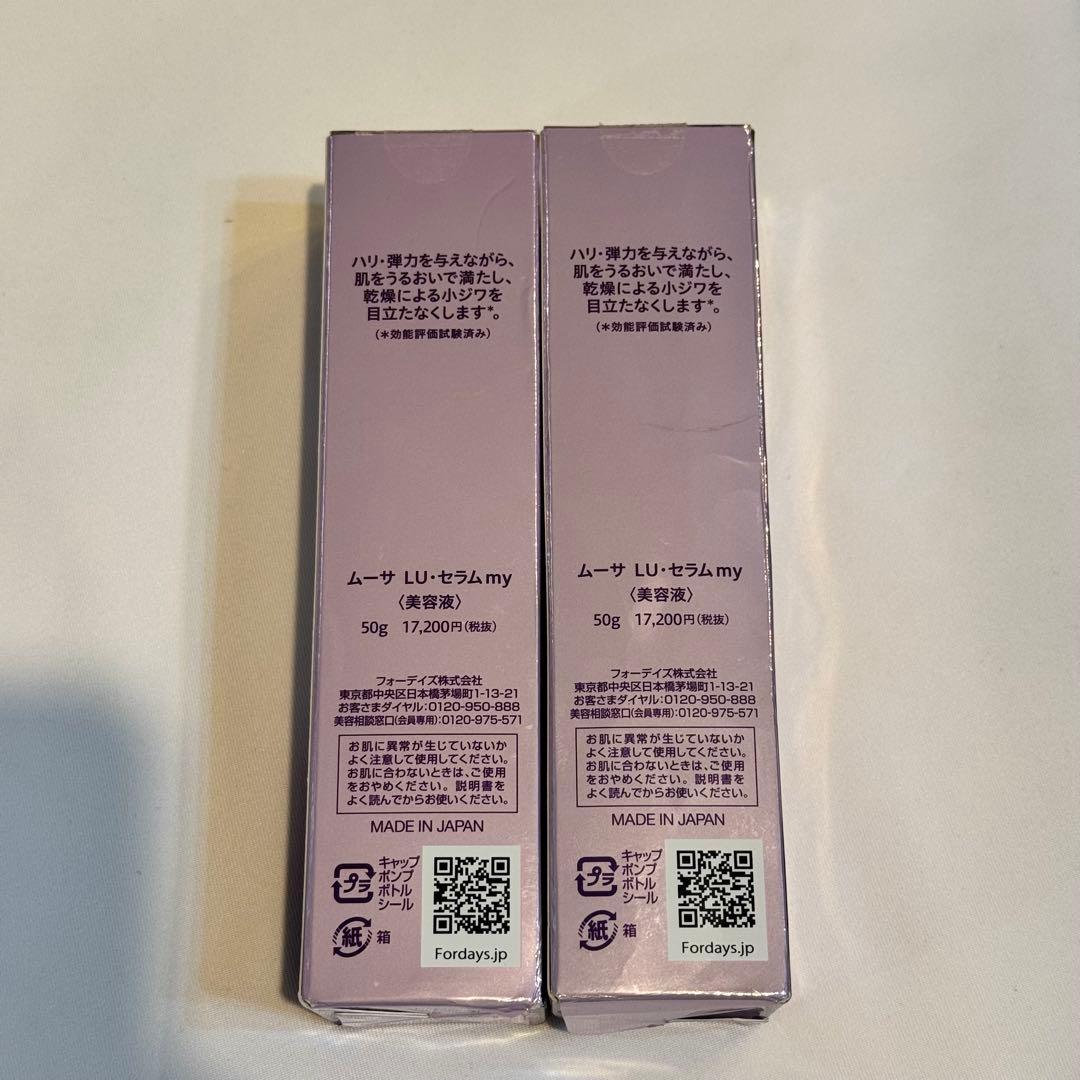 ハリ・弾力を与えながら、
肌をうるおいで満たし、
乾燥による小ジワを
目立たなくします*。
(*効能評価試験済み)
ムーサ LU・セラムmy
〈美容液〉
50g 17,200円(税抜)
フォーデイズ株式会社
東京都中央区日本橋茅場町1-13-21
お客さまダイヤル:0120-950-888
美容相談窓口(会員専用):0120-975-571
お肌に異常が生じていないか
よく注意して使用してください。
お肌に合わないときは、ご使用
をおやめください。説明書を
よく読んでからお使いください。
MADE IN JAPAN
プラ
キャップ
ポンプ
ボトル
シール
紙
箱
Fordays.jp
ハリ・弾力を与えながら、
肌をうるおいで満たし、
乾燥による小ジワを
目立たなくします*。
(*効能評価試験済み)
ムーサ LU・セラムmy
〈美容液〉
50g 17,200円(税抜)
フォーデイズ株式会社
東京都中央区日本橋茅場町1-13-21
お客さまダイヤル:0120-950-888
美容相談窓口(会員専用):0120-975-571
お肌に異常が生じていないか
よく注意して使用してください。
お肌に合わないときは、ご使用
をおやめください。説明書を
よく読んでからお使いください。
MADE IN JAPAN
プラ
キャップ
ポンプ
ボトル
シール
紙
箱
Fordays.jp